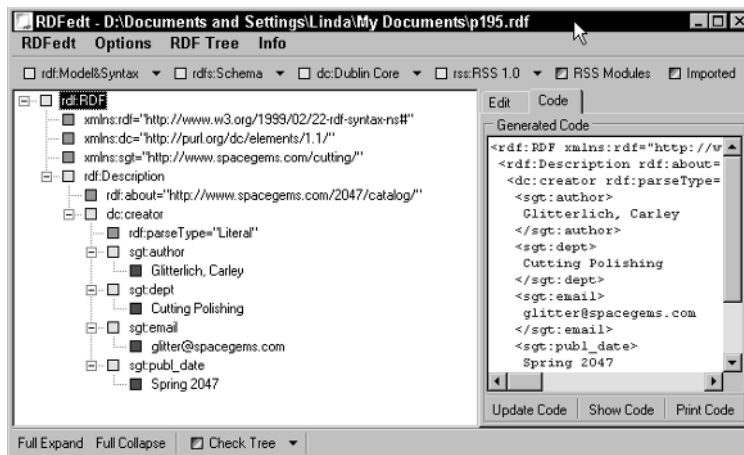 RDFedt - D:\Documents and Settings\Linda\My Documents\p195.rdf
RDFedt Options RDF Tree Info
rdf:Model&Syntax rdfs:Schema dc:Dublin Core rss:RSS 1.0 RSS Modules Imported
rdf:RDF
xmlns:rdf="http://www.w3.org/1999/02/22-rdf-syntax-ns#"
xmlns:dc="http://purl.org/dc/elements/1.1/"
xmlns:sgt="http://www.spacegems.com/cutting/"
rdf:Description
rdf:about="http://www.spacegems.com/2047/catalog/"
dc:creator
rdf:parseType="Literal"
sgt:author
Glitterlich, Carley
sgt:dept
Cutting Polishing
sgt:email
glitter@spacegems.com
sgt:publ_date
Spring 2047
Edit Code
Generated Code
<rdf:RDF xmlns:rdf="http://w
<rdf:Description rdf:about=
<dc:creator rdf:parseType=
<sgt:author>
Glitterlich, Carley
</sgt:author>
<sgt:dept>
Cutting Polishing
</sgt:dept>
<sgt:email>
glitter@spacegems.com
</sgt:email>
<sgt:publ_date>
Spring 2047
Update Code Show Code Print Code
Full Expand Full Collapse Check Tree